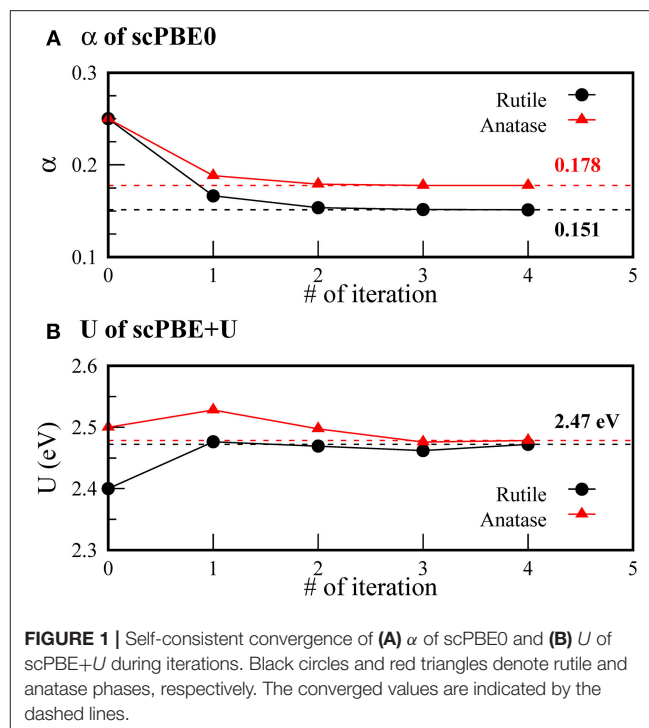 A α of scPBE0
0.3
Rutile
Anatase
α
0.2
0.178
0.151
0.1
0 1 2 3 4 5
# of iteration
B U of scPBE+U
2.6
2.47 eV
U (eV)
2.5
2.4
Rutile
Anatase
2.3
0 1 2 3 4 5
# of iteration
FIGURE 1 | Self-consistent convergence of (A) α of scPBE0 and (B) U of
scPBE+U during iterations. Black circles and red triangles denote rutile and
anatase phases, respectively. The converged values are indicated by the
dashed lines.